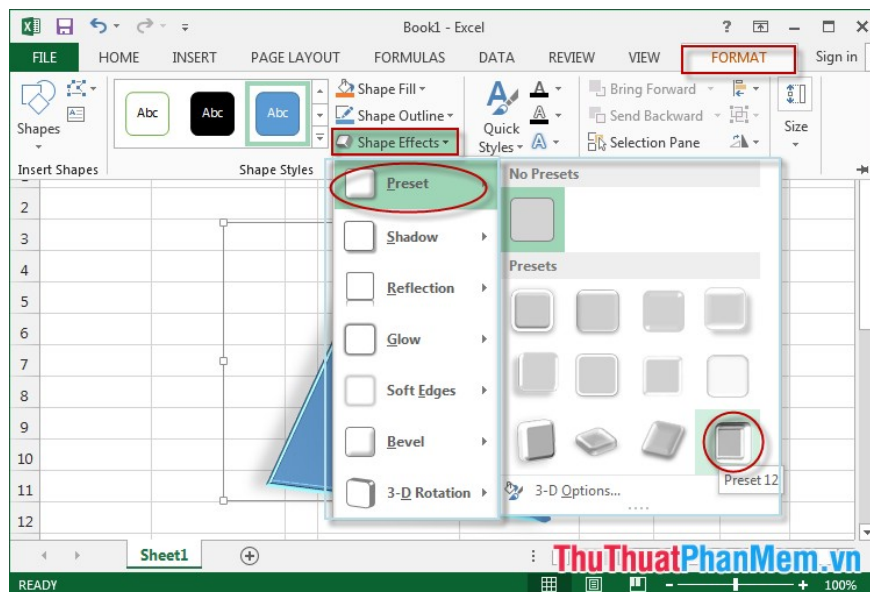 Book1 - Excel
?
FILE HOME INSERT PAGE LAYOUT FORMULAS DATA REVIEW VIEW FORMAT Sign in
Shapes
Insert Shapes
Abc Abc Abc
Shape Styles
Shape Fill
Shape Outline
Shape Effects
Quick
Styles
Bring Forward
Send Backward
Selection Pane
Size
Preset
Shadow
Reflection
Glow
Soft Edges
Bevel
3-D Rotation
No Presets
Presets
Preset 12
3-D Options...
2
3
4
5
6
7
8
9
10
11
12
Sheet1
ThuThuatPhanMem.vn
READY
100%